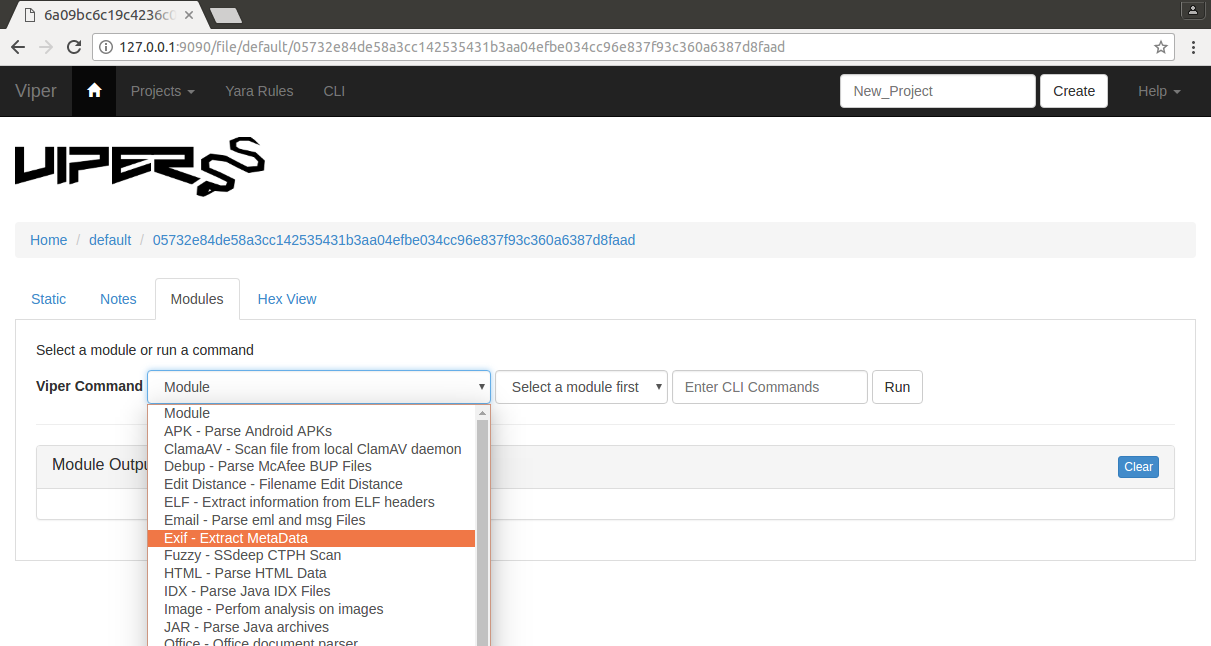 6a09bc6c19c4236c0
127.0.0.1:9090/file/default/05732e84de58a3cc142535431b3aa04efbe034cc96e837f93c360a6387d8faad
Viper Projects Yara Rules CLI New_Project Create Help
VIPER
Home / default / 05732e84de58a3cc142535431b3aa04efbe034cc96e837f93c360a6387d8faad
Static Notes Modules Hex View
Select a module or run a command
Viper Command Module Select a module first Enter CLI Commands Run
Module
APK - Parse Android APKs
ClamaAV - Scan file from local ClamAV daemon
Module Outpu Clear
Debup - Parse McAfee BUP Files
Edit Distance - Filename Edit Distance
ELF - Extract information from ELF headers
Email - Parse eml and msg Files
Exif - Extract MetaData
Fuzzy - SSdeep CTPH Scan
HTML - Parse HTML Data
IDX - Parse Java IDX Files
Image - Perfom analysis on images
JAR - Parse Java archives
Office - Office document parser